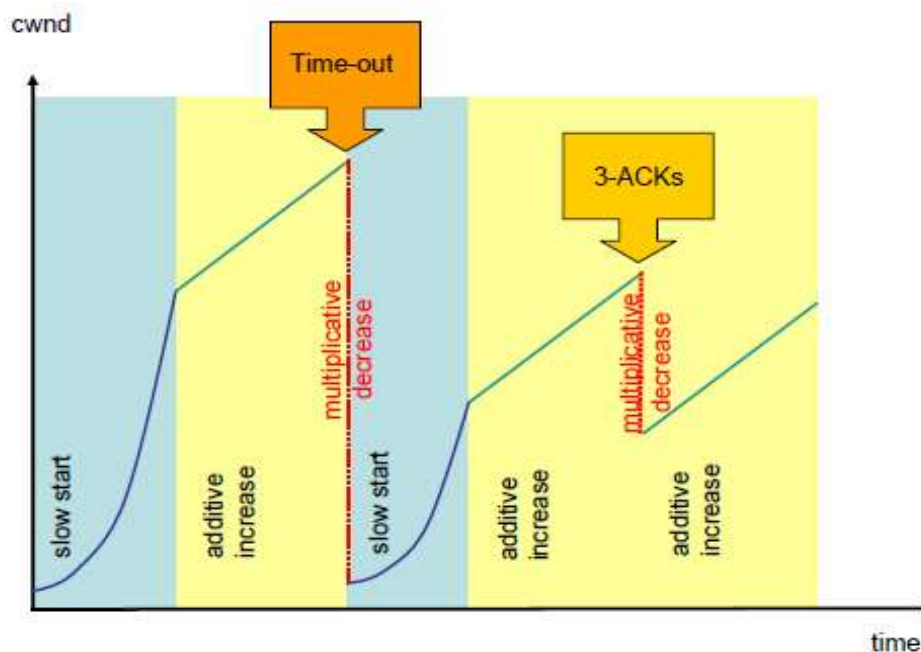 cwnd
Time-out
3-ACKs
multiplicative
decrease
multiplicative
decrease
slow start
additive
increase
slow start
additive
increase
additive
increase
time